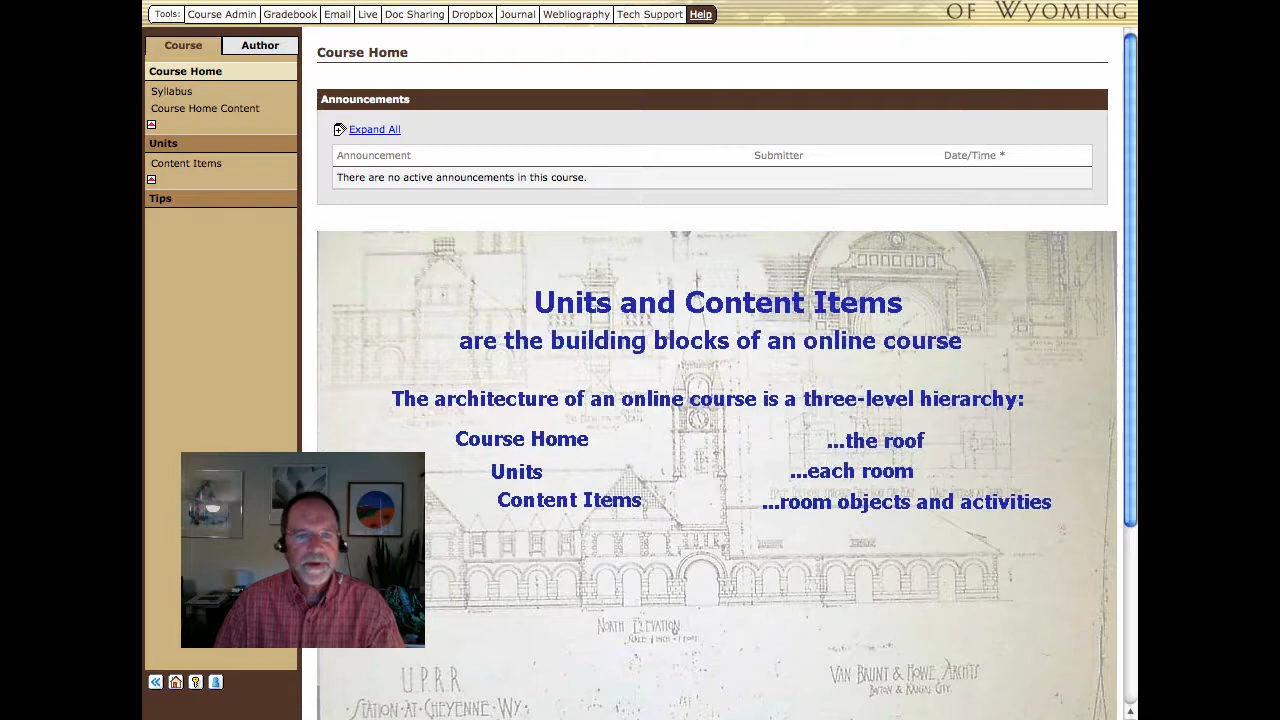 OF WYOMING
Tools: Course Admin Gradebook Email Live Doc Sharing Dropbox Journal Webliography Tech Support Help
Course Author
Course Home
Syllabus
Course Home Content
Units
Content Items
Tips
Course Home
Announcements
Expand All
Announcement Submitter Date/Time *
There are no active announcements in this course.
Units and Content Items
are the building blocks of an online course
The architecture of an online course is a three-level hierarchy:
Course Home ...the roof
Units ...each room
Content Items ...room objects and activities
NORTH ELEVATION
U.P.R.R.
STATION·AT·CHEYENNE·WY·
VAN BRUNT & HOWE, ARCHTS
BOSTON & KANSAS CITY.